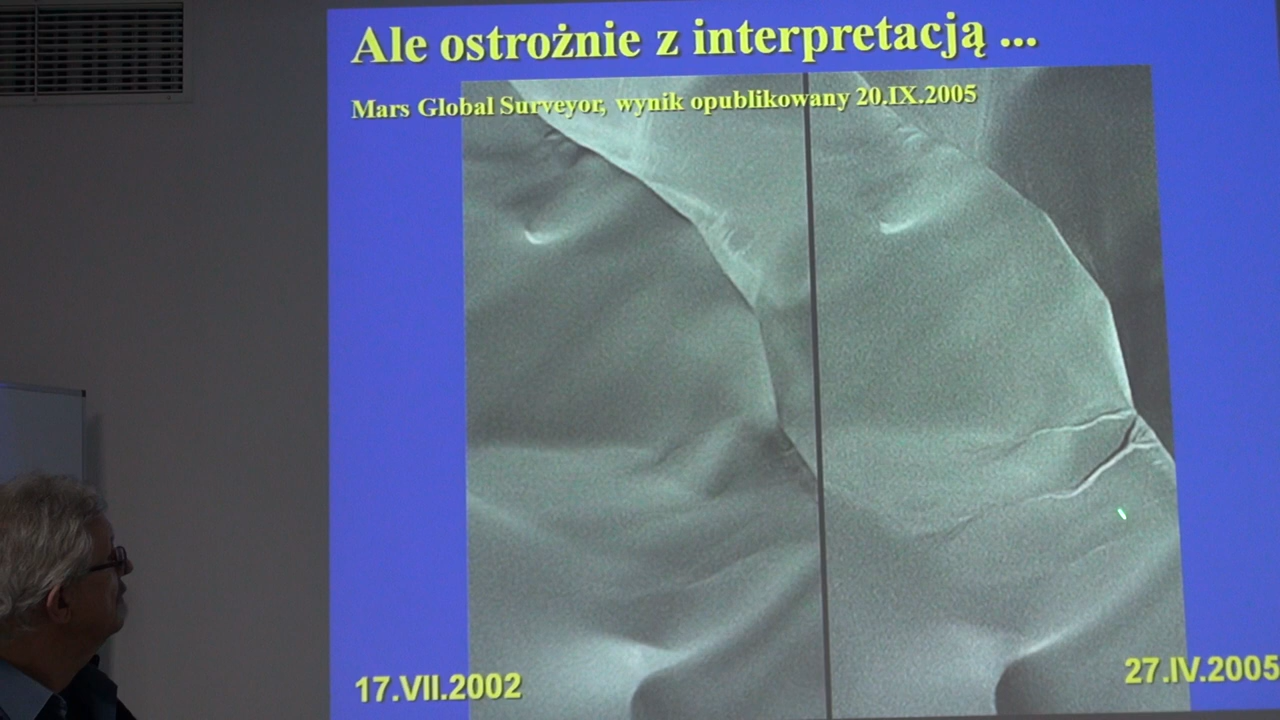 Ale ostrożnie z interpretacją ...
Mars Global Surveyor, wynik opublikowany 20.IX.2005
17.VII.2002
27.IV.2005